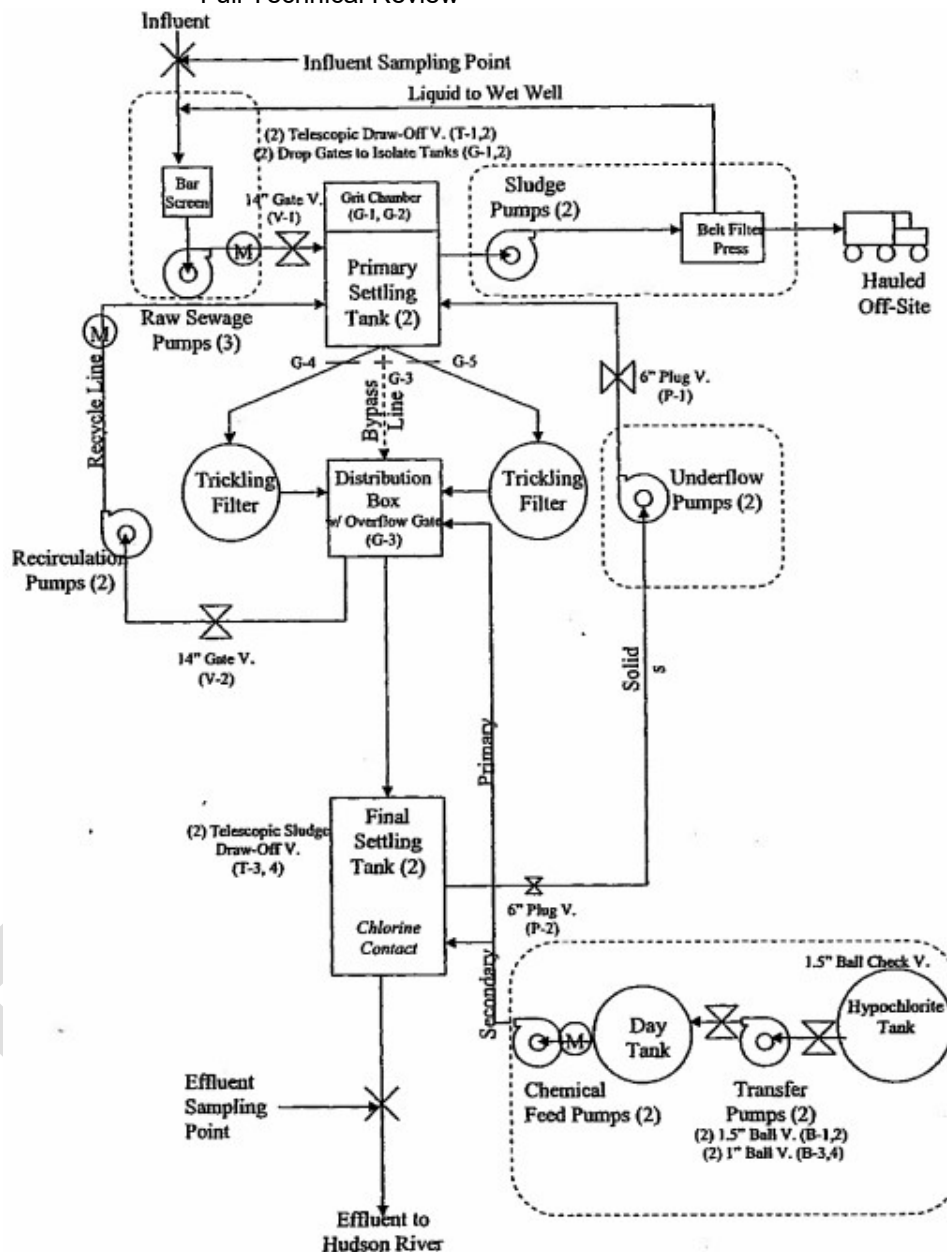 Full Technical Review
Influent
Influent Sampling Point
Liquid to Wet Well
(2) Telescopic Draw-Off V. (T-1,2)
(2) Drop Gates to Isolate Tanks (G-1,2)
Bar
Screen
14" Gate V.
(V-1)
Grit Chamber
(G-1, G-2)
Sludge
Pumps (2)
Belt Filter
Press
M
Primary
Settling
Tank (2)
Hauled
Off-Site
Raw Sewage
Pumps (3)
M
Recycle Line
G-4
G-3
G-5
Bypass
Line
6" Plug V.
(P-1)
Trickling
Filter
Distribution
Box
w/ Overflow Gate
(G-3)
Trickling
Filter
Underflow
Pumps (2)
Recirculation
Pumps (2)
14" Gate V.
(V-2)
Solid
s
Primary
(2) Telescopic Sludge
Draw-Off V.
(T-3, 4)
Final
Settling
Tank (2)
Chlorine
Contact
6" Plug V.
(P-2)
Secondary
1.5" Ball Check V.
Hypochlorite
Tank
Day
Tank
M
Chemical
Feed Pumps (2)
Transfer
Pumps (2)
(2) 1.5" Ball V. (B-1,2)
(2) 1" Ball V. (B-3,4)
Effluent
Sampling
Point
Effluent to
Hudson River